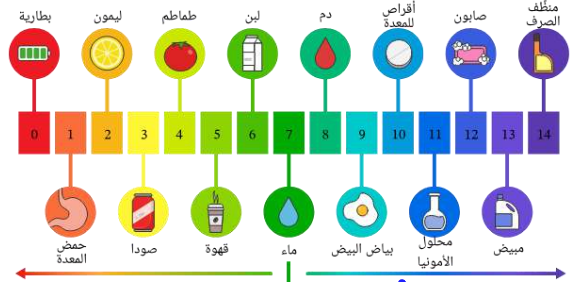 بطارية
ليمون
طماطم
لبن
دم
أقراص
للمعدة
صابون
منظّف
الصرف
0 1 2 3 4 5 6 7 8 9 10 11 12 13 14
حمض
المعدة
صودا
قهوة
ماء
بياض البيض
محلول
الأمونيا
مبيض